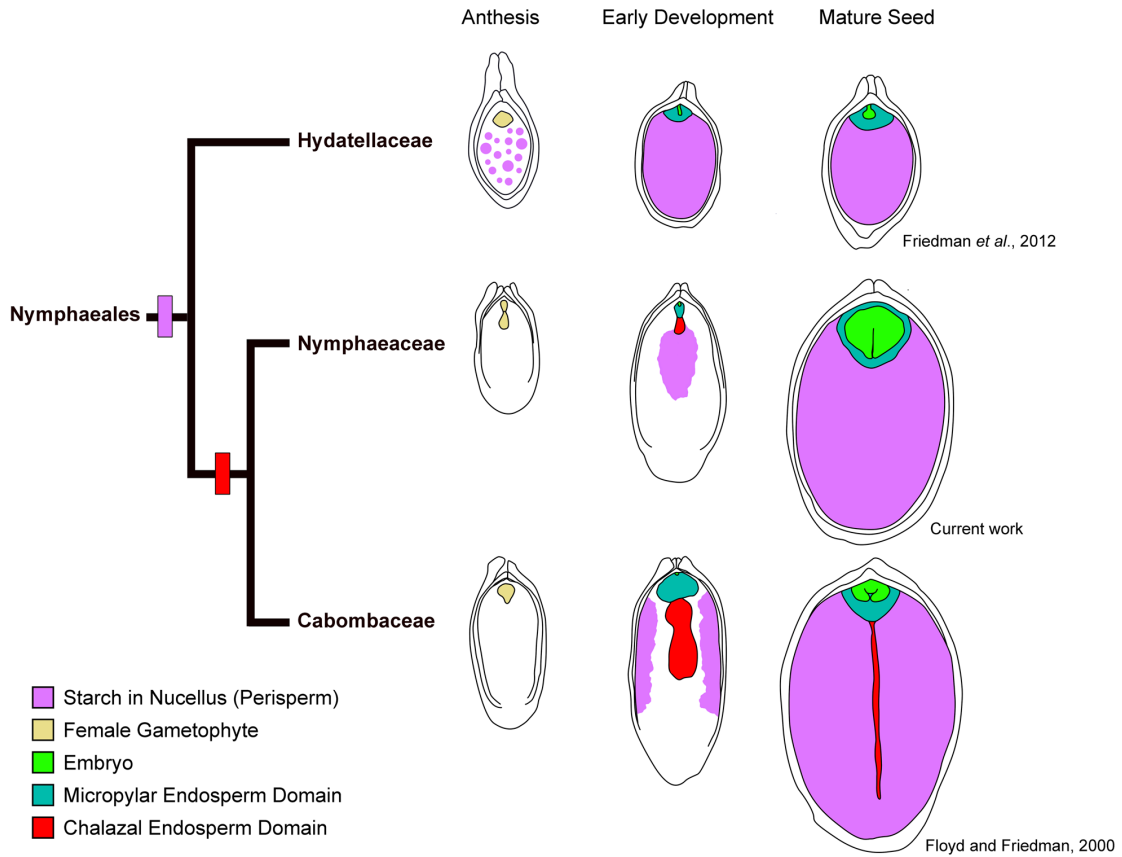 Anthesis
Early Development
Mature Seed
Hydatellaceae
Friedman et al., 2012
Nymphaeales
Nymphaeaceae
Current work
Cabombaceae
Starch in Nucellus (Perisperm)
Female Gametophyte
Embryo
Micropylar Endosperm Domain
Chalazal Endosperm Domain
Floyd and Friedman, 2000